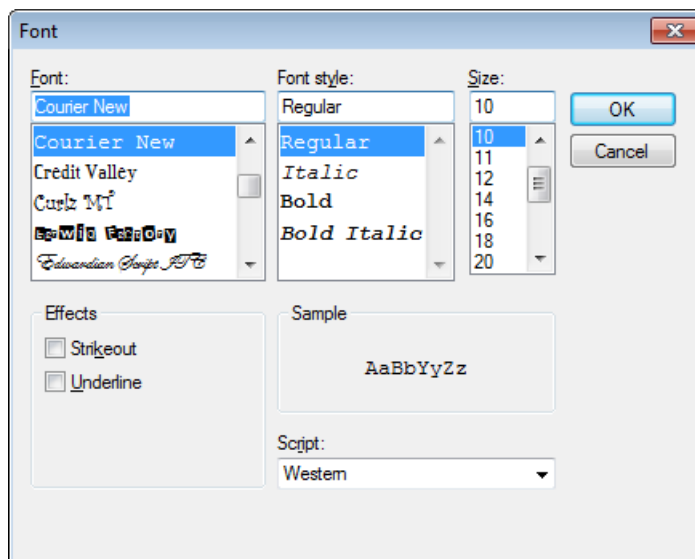 Font
Font: Font style: Size:
Courier New Regular 10
OK
Courier New Regular 10
11
Credit Valley Italic 12
Cancel
Curlz MT Bold 14
16
Earwig Factory Bold Italic 18
Edwardian Script ITC 20
Effects Sample
Strikeout
AaBbYyZz
Underline
Script:
Western